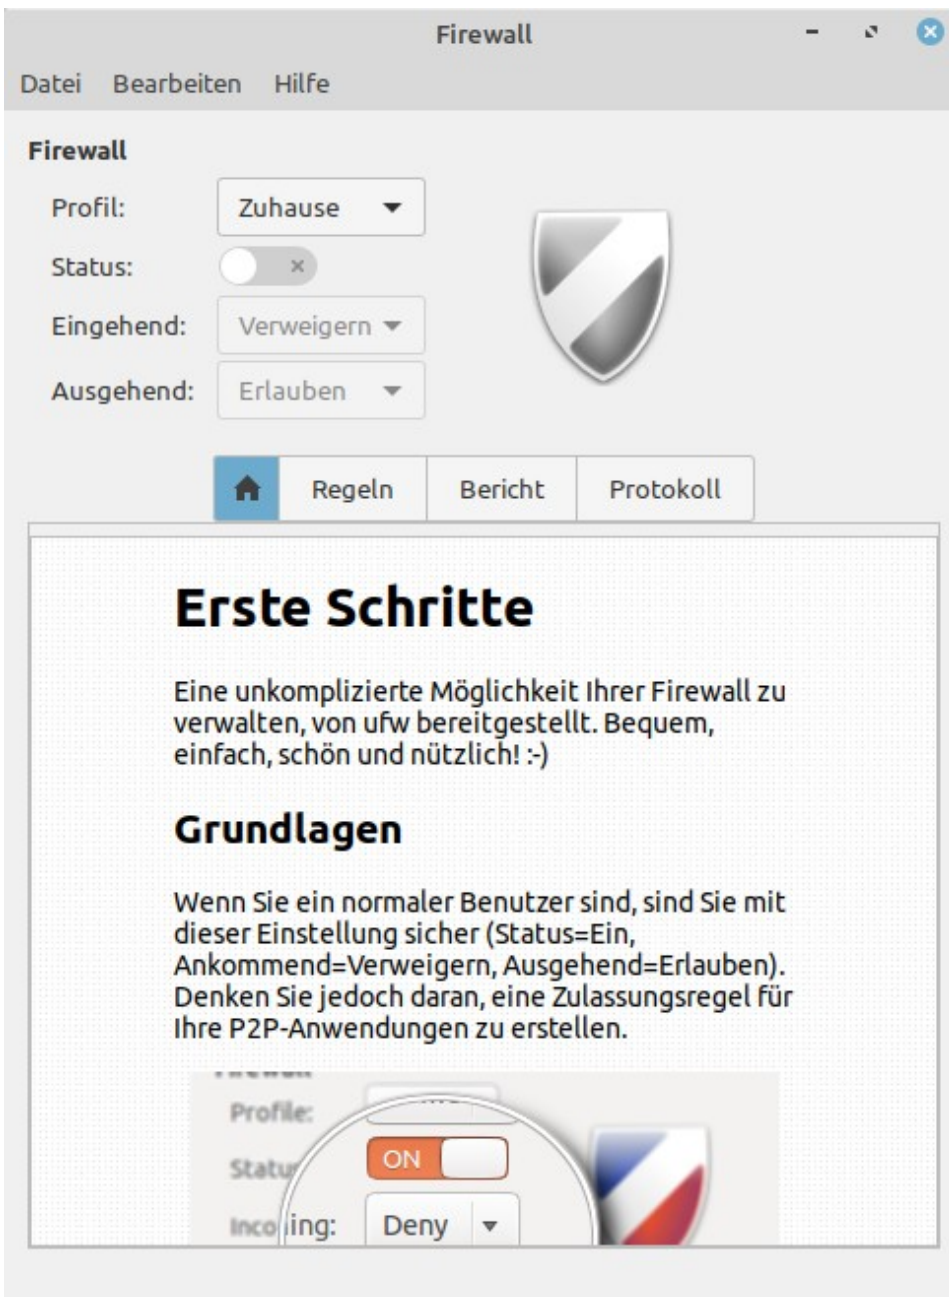 Firewall
Datei Bearbeiten Hilfe
Firewall
Profil: Zuhause
Status:
Eingehend: Verweigern
Ausgehend: Erlauben
Regeln Bericht Protokoll
Erste Schritte
Eine unkomplizierte Möglichkeit Ihrer Firewall zu
verwalten, von ufw bereitgestellt. Bequem,
einfach, schön und nützlich! :-)
Grundlagen
Wenn Sie ein normaler Benutzer sind, sind Sie mit
dieser Einstellung sicher (Status=Ein,
Ankommend=Verweigern, Ausgehend=Erlauben).
Denken Sie jedoch daran, eine Zulassungsregel für
Ihre P2P-Anwendungen zu erstellen.
Profile:
Statu ON
Incoming: Deny